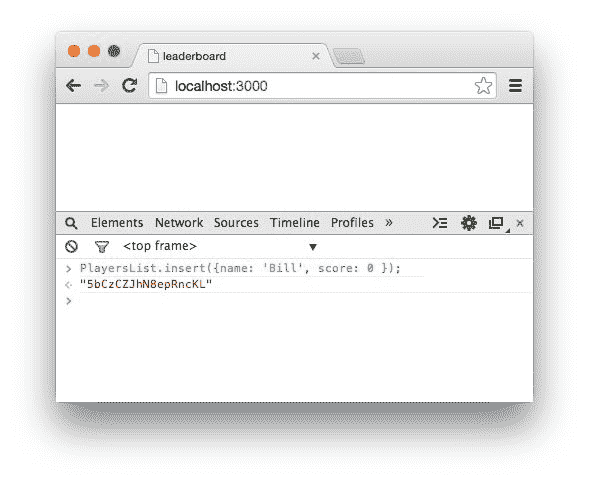 leaderboard
localhost:3000
Elements Network Sources Timeline Profiles »
<top frame>
> PlayersList.insert({name: 'Bill', score: 0 });
"5bCzCZJhN8epRncKL"
>